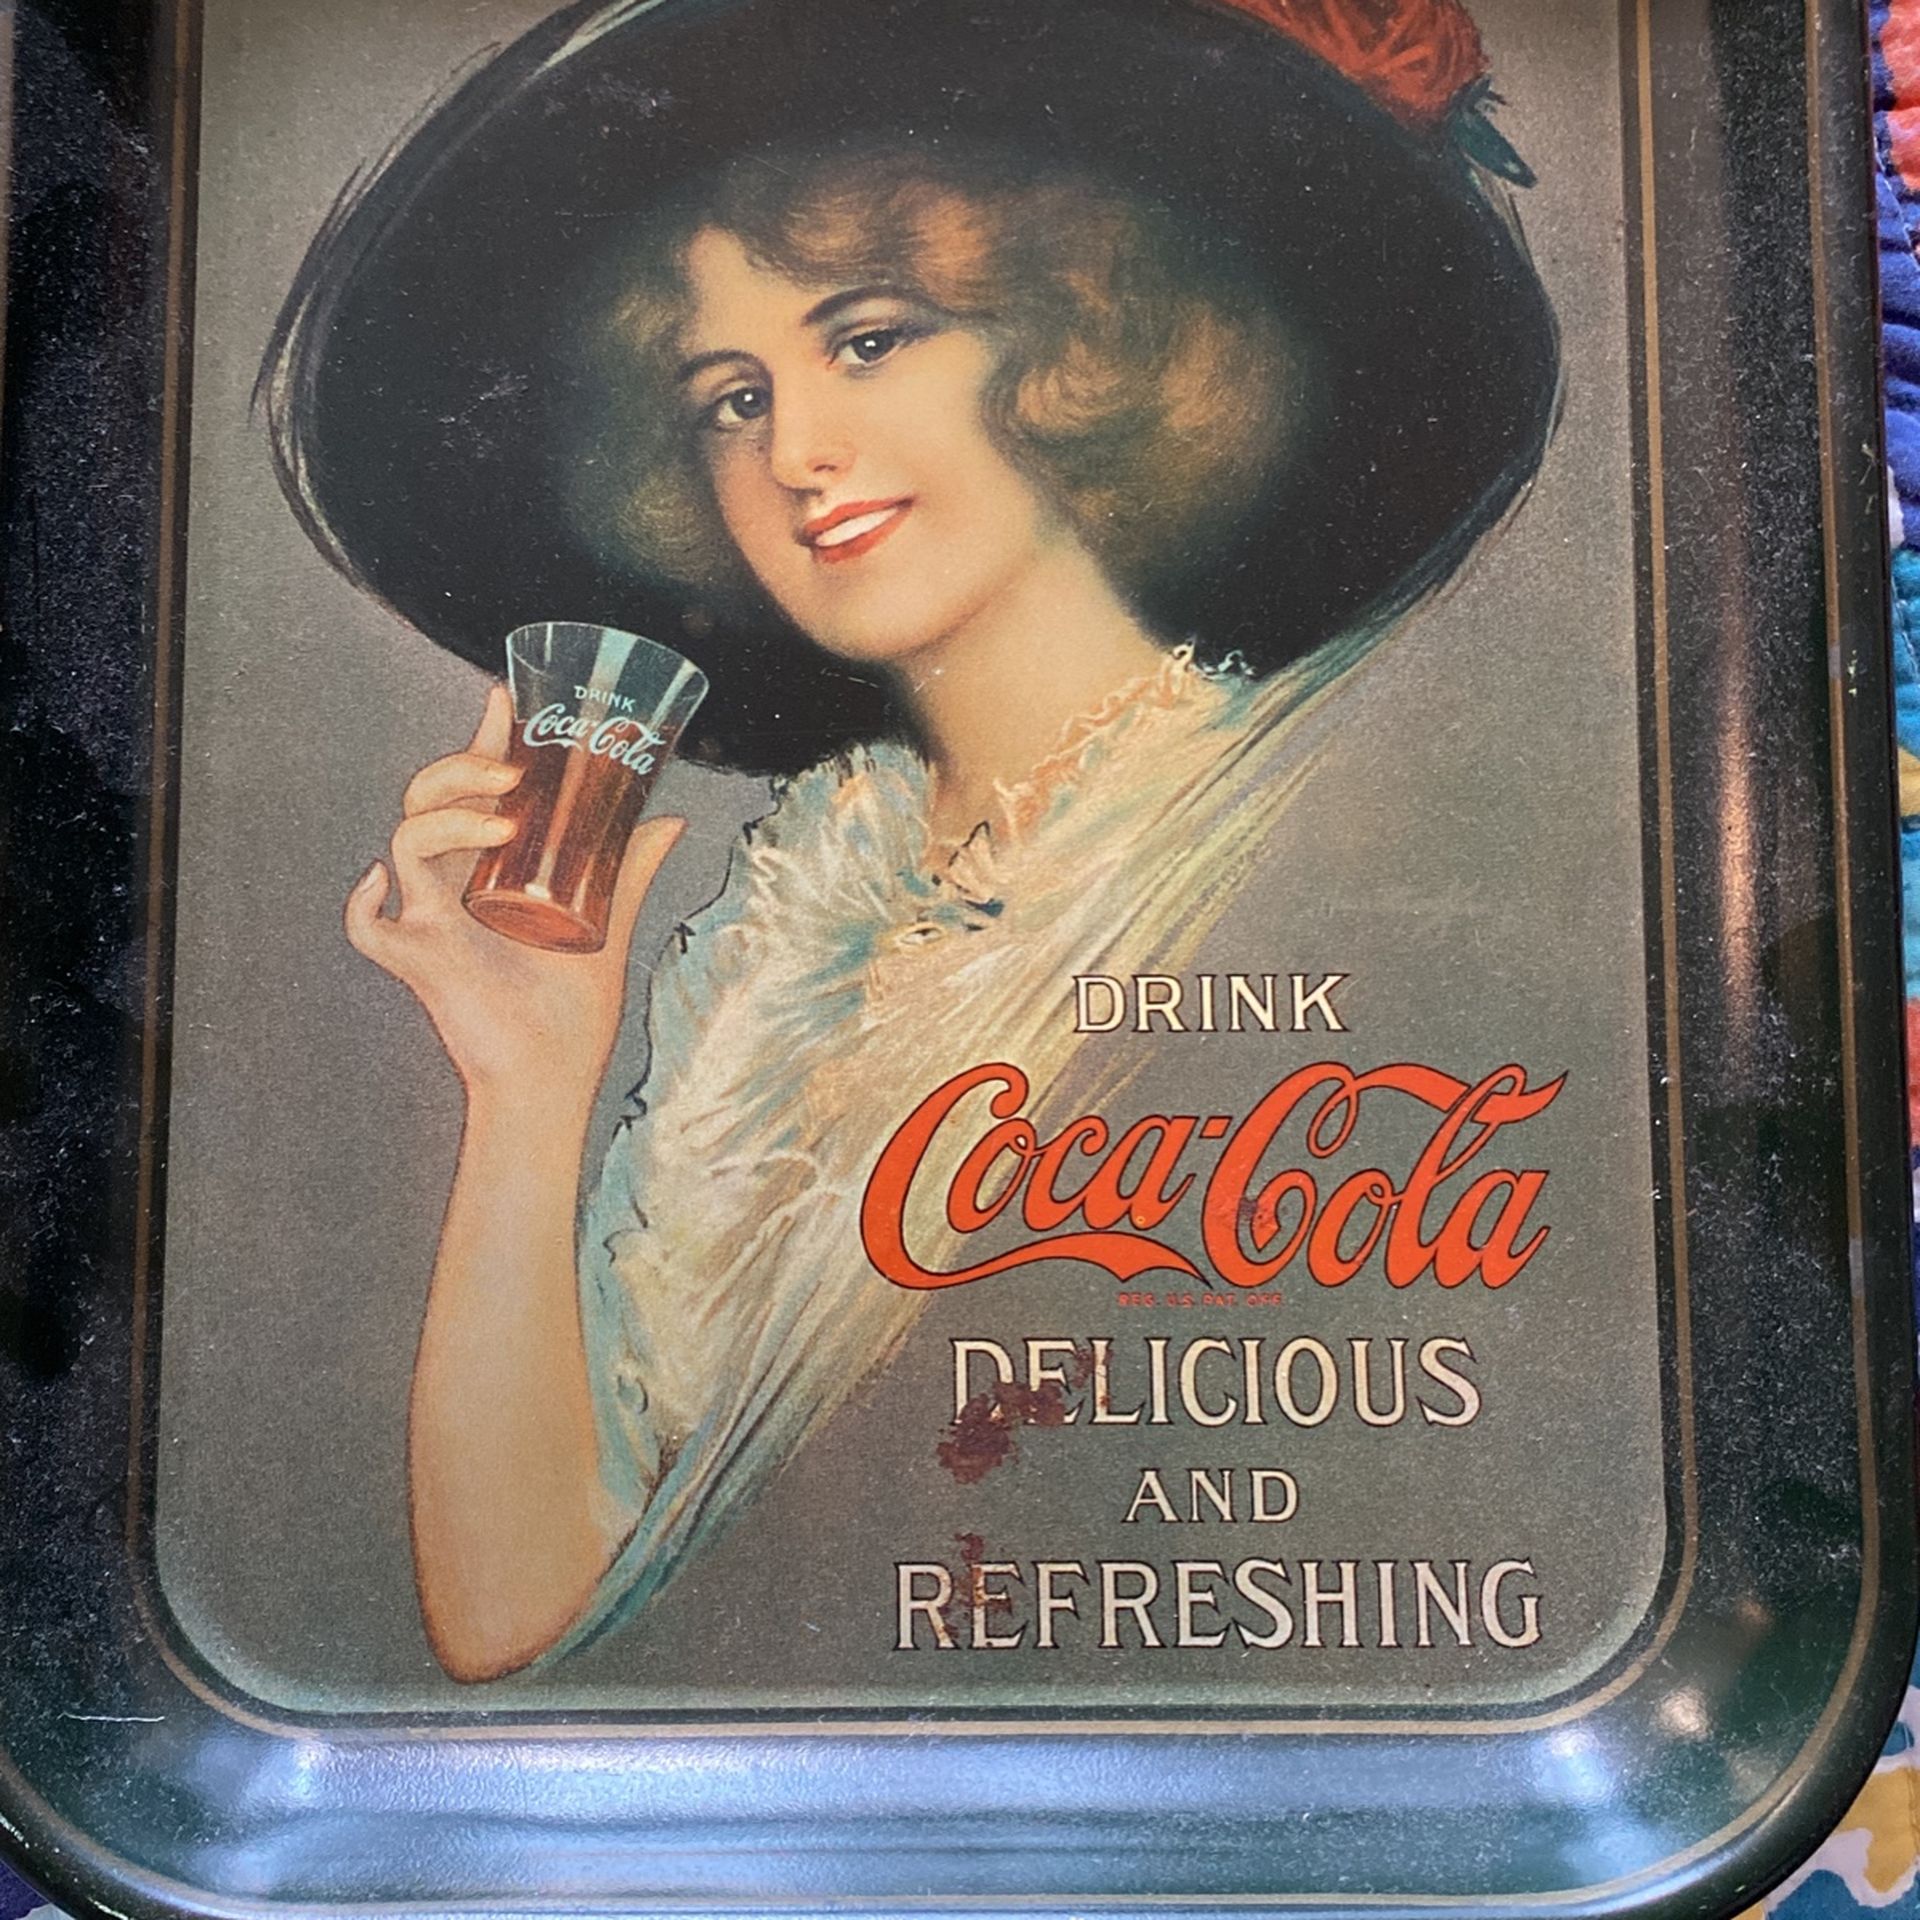 DRINK
Coca-Cola
DRINK
Coca-Cola
REG. U.S. PAT. OFF.
DELICIOUS
AND
REFRESHING